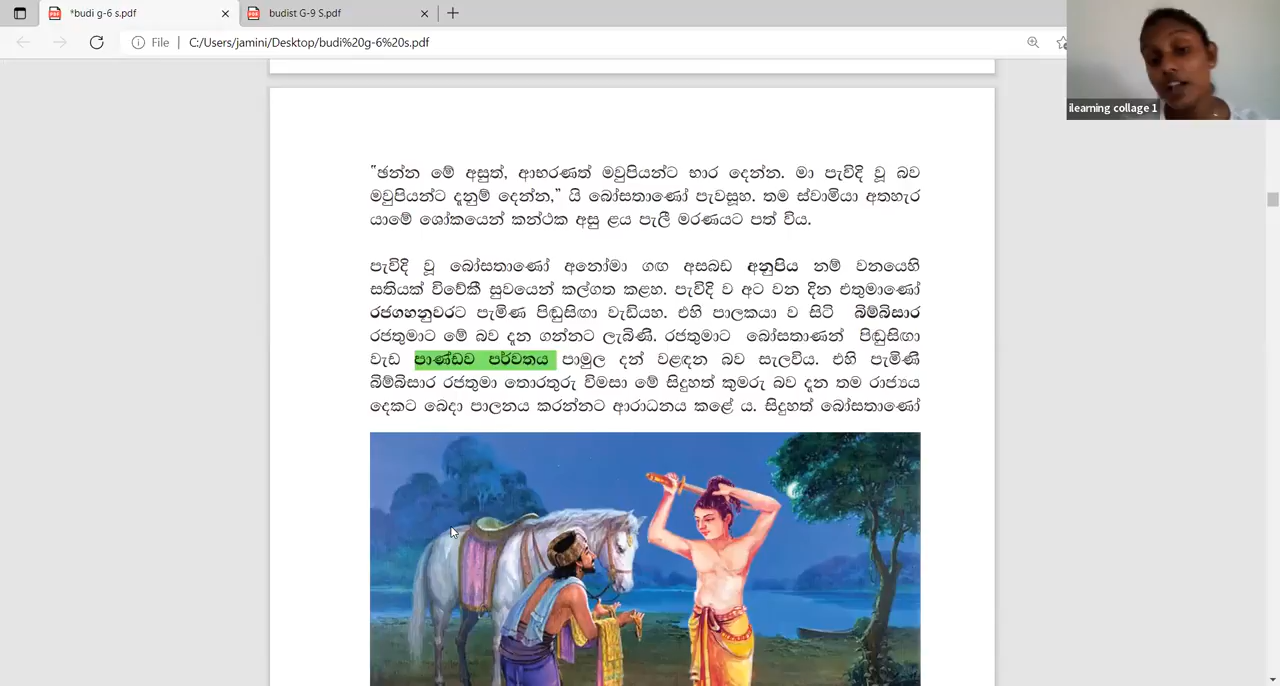 *budi g-6 s.pdf
budist G-9 S.pdf
File
C:/Users/jamini/Desktop/budi%20g-6%20s.pdf
ilearning collage 1
"ඡන්න මේ අසුත්, ආභරණත් මවුපියන්ට භාර දෙන්න. මා පැවිදි වූ බව
මවුපියන්ට දැනුම් දෙන්න," යි බෝසතාණෝ පැවසූහ. තම ස්වාමියා අතහැර
යාමේ ශෝකයෙන් කන්ථක අසු ළය පැලී මරණයට පත් විය.
පැවිදි වූ බෝසතාණෝ අනෝමා ගඟ අසබඩ අනුපිය නම් වනයෙහි
සතියක් විවේකී සුවයෙන් කල්ගත කළහ. පැවිදි ව අට වන දින එතුමාණෝ
රජගහනුවරට පැමිණ පිඬුසිඟා වැඩියහ. එහි පාලකයා ව සිටි බිම්බිසාර
රජතුමාට මේ බව දැන ගන්නට ලැබිණි. රජතුමාට බෝසතාණන් පිඬුසිඟා
වැඩ පාණ්ඩව පර්වතය පාමුල දන් වළඳන බව සැලවිය. එහි පැමිණි
බිම්බිසාර රජතුමා තොරතුරු විමසා මේ සිදුහත් කුමරු බව දැන තම රාජ්‍යය
දෙකට බෙදා පාලනය කරන්නට ආරාධනය කළේ ය. සිදුහත් බෝසතාණෝ